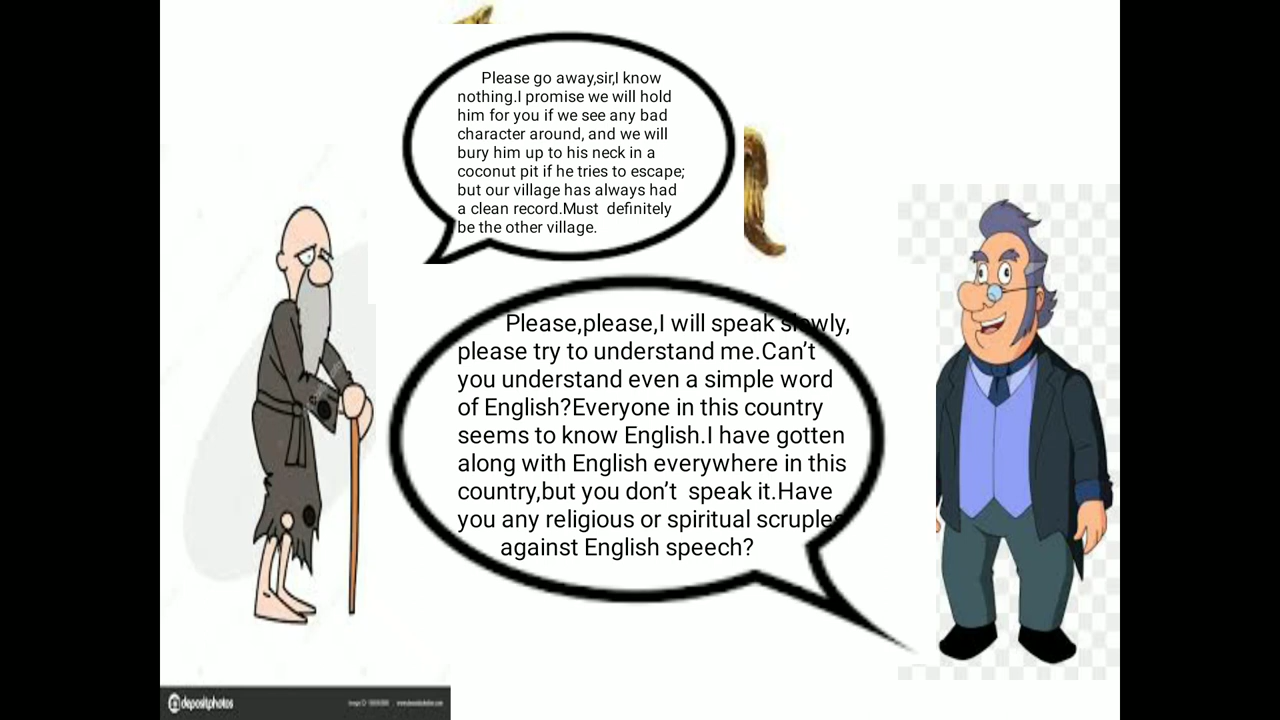 Please go away,sir,I know
nothing.I promise we will hold
him for you if we see any bad
character around, and we will
bury him up to his neck in a
coconut pit if he tries to escape;
but our village has always had
a clean record.Must definitely
be the other village.
Please,please,I will speak slowly,
please try to understand me.Can't
you understand even a simple word
of English?Everyone in this country
seems to know English.I have gotten
along with English everywhere in this
country,but you don't speak it.Have
you any religious or spiritual scruples
against English speech?
depositphotos